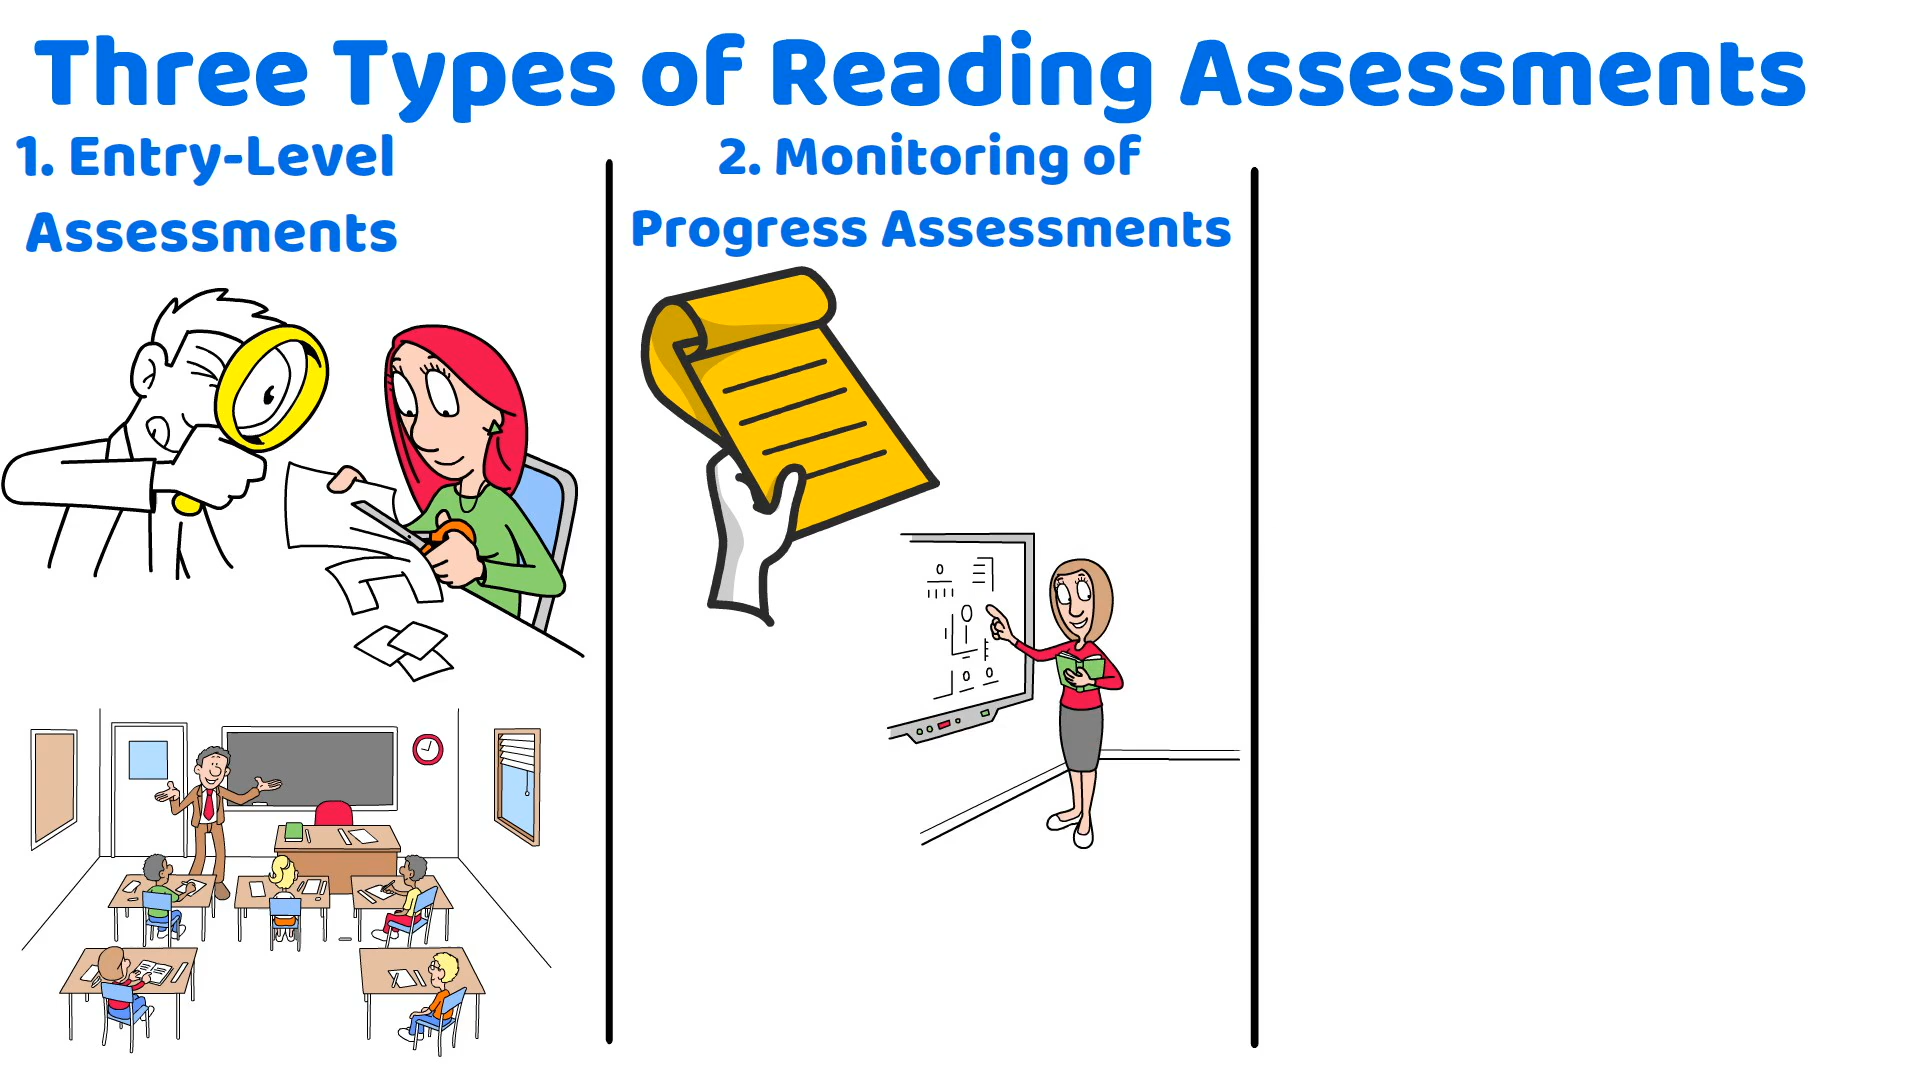 Three Types of Reading Assessments
1. Entry-Level
Assessments
2. Monitoring of
Progress Assessments